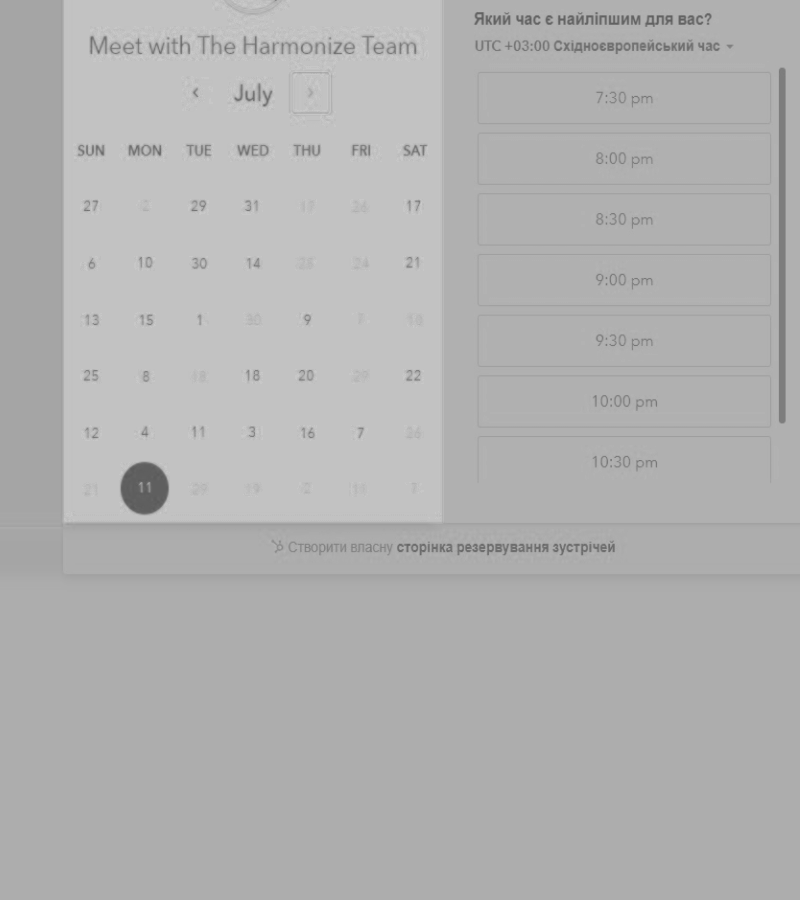 Meet with The Harmonize Team
July
SUN MON TUE WED THU FRI SAT
27 2 29 31 17 26 17
6 10 30 14 25 24 21
13 15 1 30 9 18
25 8 18 18 20 29 22
12 4 11 3 16 7 26
21 11 29 19 2 11
Який час є найліпшим для вас?
UTC +03:00 Східноєвропейський час
7:30 pm
8:00 pm
8:30 pm
9:00 pm
9:30 pm
10:00 pm
10:30 pm
Створити власну сторінка резервування зустрічей